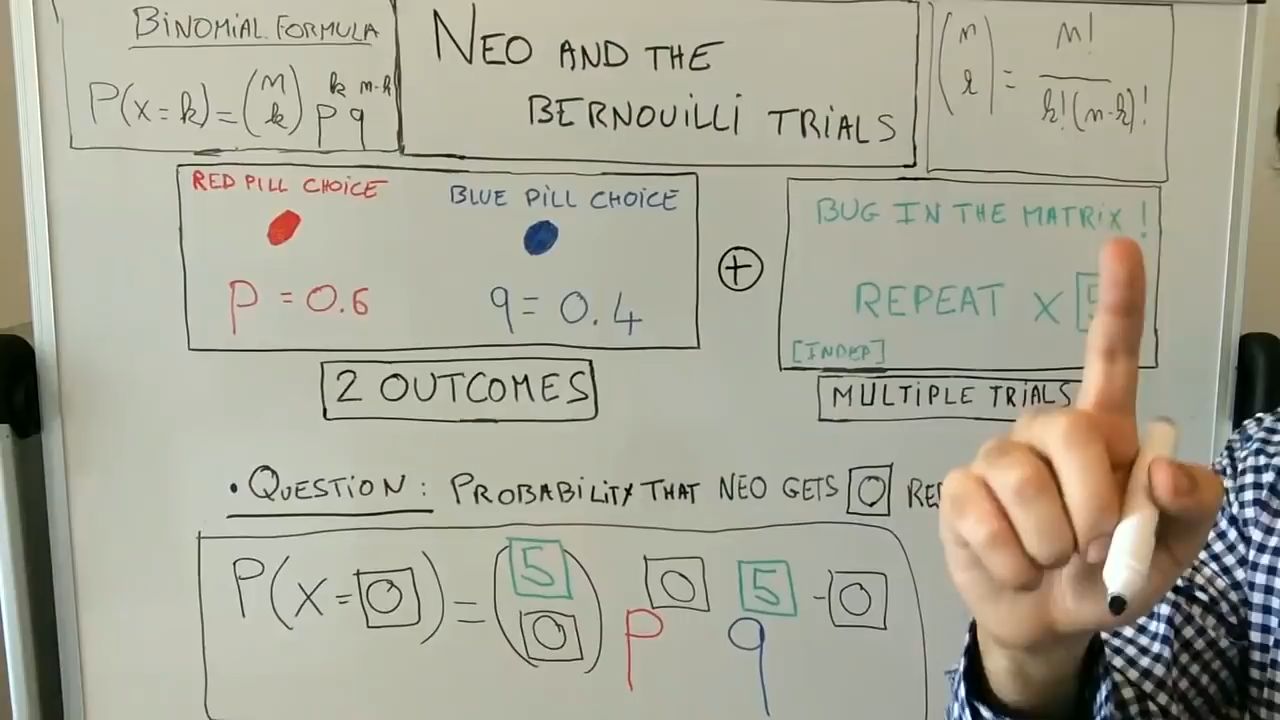 BINOMIAL FORMULA
P(X=k)=(n k) p^k q^n-k
NEO AND THE
BERNOUILLI TRIALS
(n k) = n! / k!(n-k)!
RED PILL CHOICE
p = 0.6
BLUE PILL CHOICE
q = 0.4
2 OUTCOMES
+
BUG IN THE MATRIX!
REPEAT X
[INDEP]
MULTIPLE TRIALS
• QUESTION: PROBABILITY THAT NEO GETS 0
P(X=0)=(5 0) p^0 q^5-0